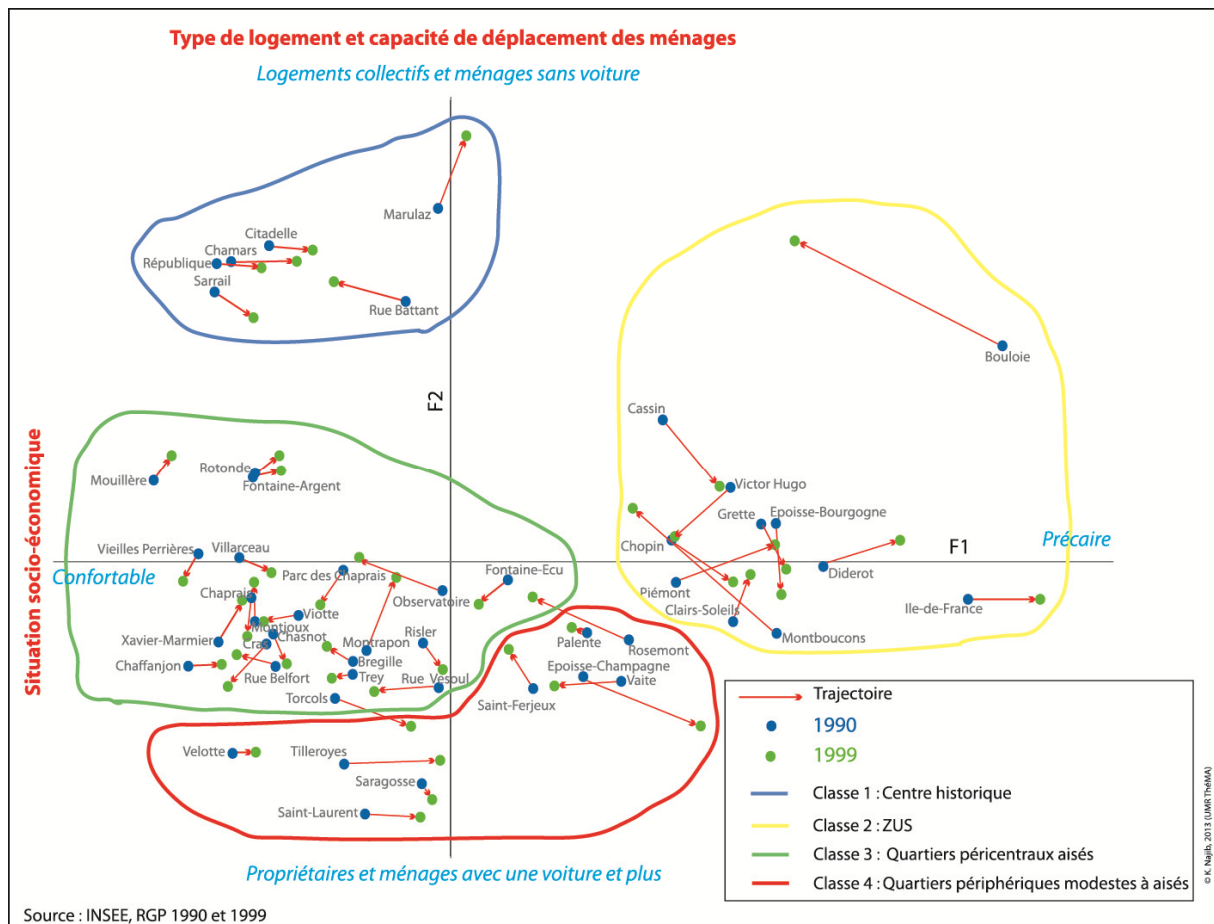 Type de logement et capacité de déplacement des ménages
Logements collectifs et ménages sans voiture
Marulaz
Citadelle
Chamars
République
Sarrail
Rue Battant
Bouloie
F2
Cassin
Victor Hugo
Grette
Epoisse-Bourgogne
Chopin
F1
Précaire
Diderot
Piémont
Clairs-Soleils
Montboucons
Ile-de-France
Situation socio-économique
Mouillère
Rotonde
Fontaine-Argent
Vieilles Perrières
Villarceau
Confortable
Parc des Chaprais
Fontaine-Ecu
Chaprais
Observatoire
Viotte
Montjoux
Xavier-Marmier
Cras
Chasnot
Montrapon
Risler
Chaffanjon
Bregille
Rue Belfort
Trey
Rue Vesoul
Torcols
Palente
Rosemont
Epoisse-Champagne
Vaite
Saint-Ferjeux
Velotte
Tilleroyes
Saragosse
Saint-Laurent
Propriétaires et ménages avec une voiture et plus
Trajectoire
1990
1999
Classe 1 : Centre historique
Classe 2 : ZUS
Classe 3 : Quartiers péricentraux aisés
Classe 4 : Quartiers périphériques modestes à aisés
© K. Najib, 2013 (UMR ThéMA)
Source : INSEE, RGP 1990 et 1999